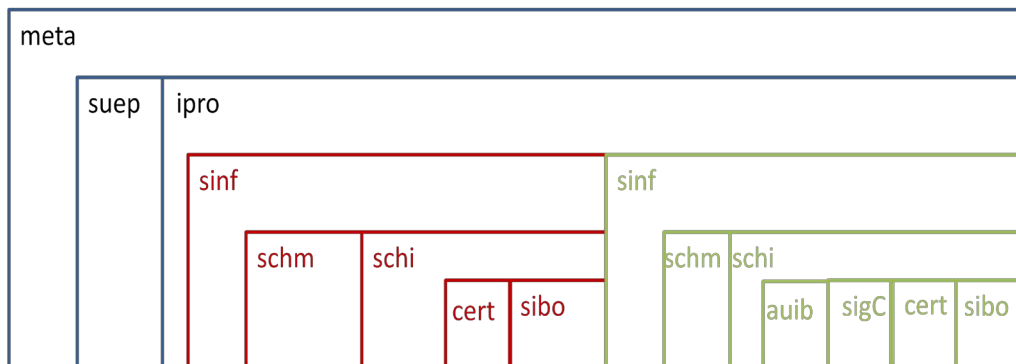 meta
suep ipro
sinf sinf
schm schi schm schi
cert sibo auib sigC cert sibo